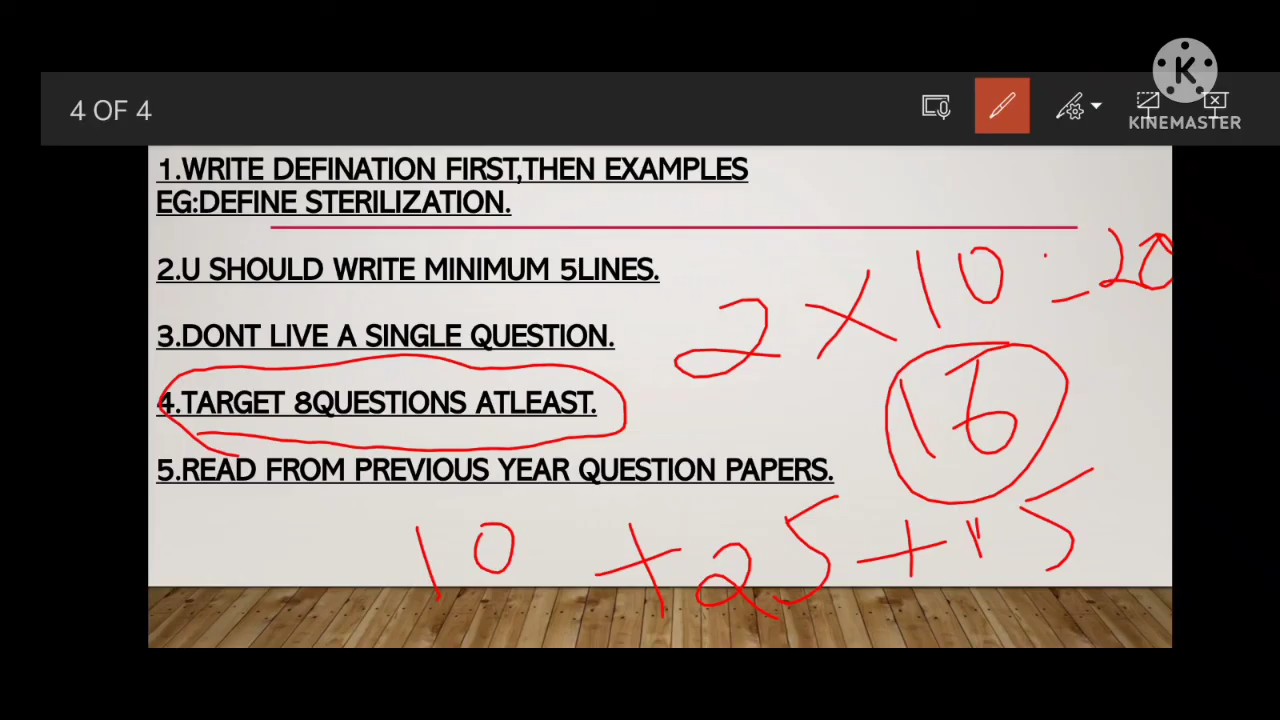 4 OF 4
KINEMASTER
1.WRITE DEFINATION FIRST,THEN EXAMPLES
EG:DEFINE STERILIZATION.
2.U SHOULD WRITE MINIMUM 5LINES.
2 × 10 = 20
3.DONT LIVE A SINGLE QUESTION.
4.TARGET 8QUESTIONS ATLEAST.
16
5.READ FROM PREVIOUS YEAR QUESTION PAPERS.
10 + 25 + 15